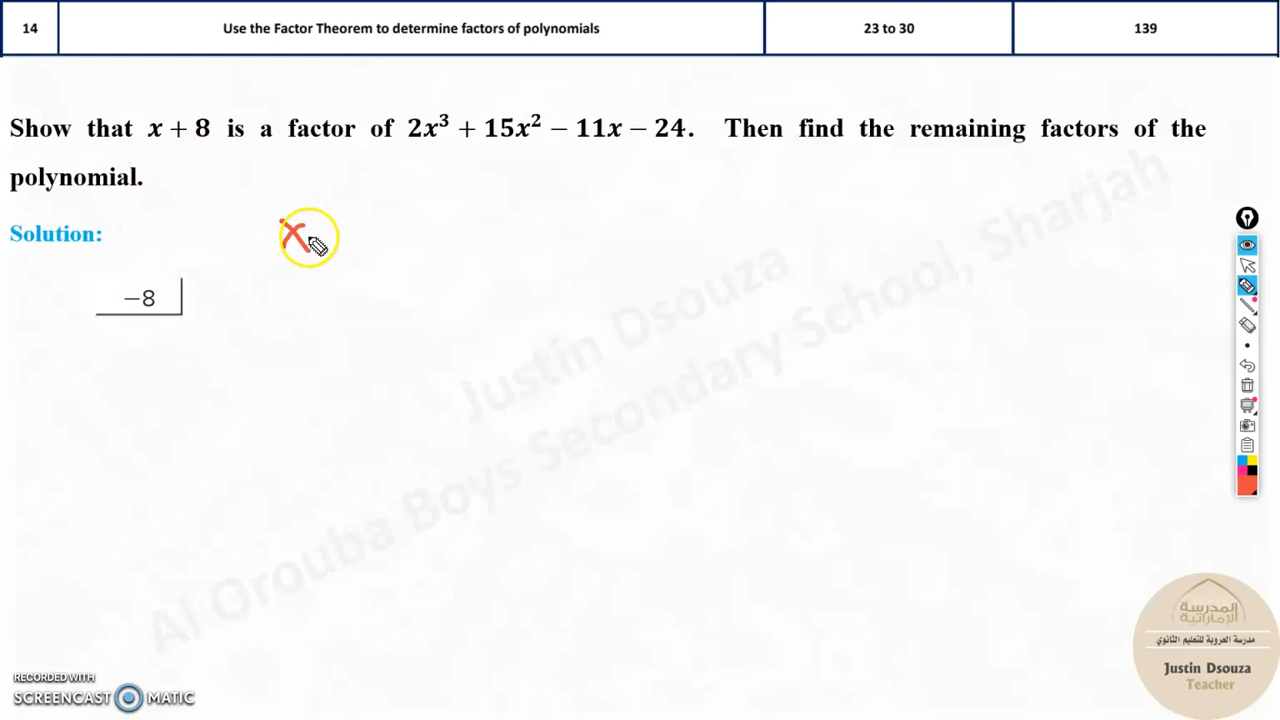 14 Use the Factor Theorem to determine factors of polynomials 23 to 30 139
Show that x + 8 is a factor of 2x³ + 15x² − 11x − 24. Then find the remaining factors of the
polynomial.
Solution:
x
−8
Justin Dsouza
Al Orouba Boys Secondary School, Sharjah
المدرسة
الإماراتية
مدرسة العروبة للتعليم الثانوي
Justin Dsouza
Teacher
RECORDED WITH
SCREENCAST MATIC